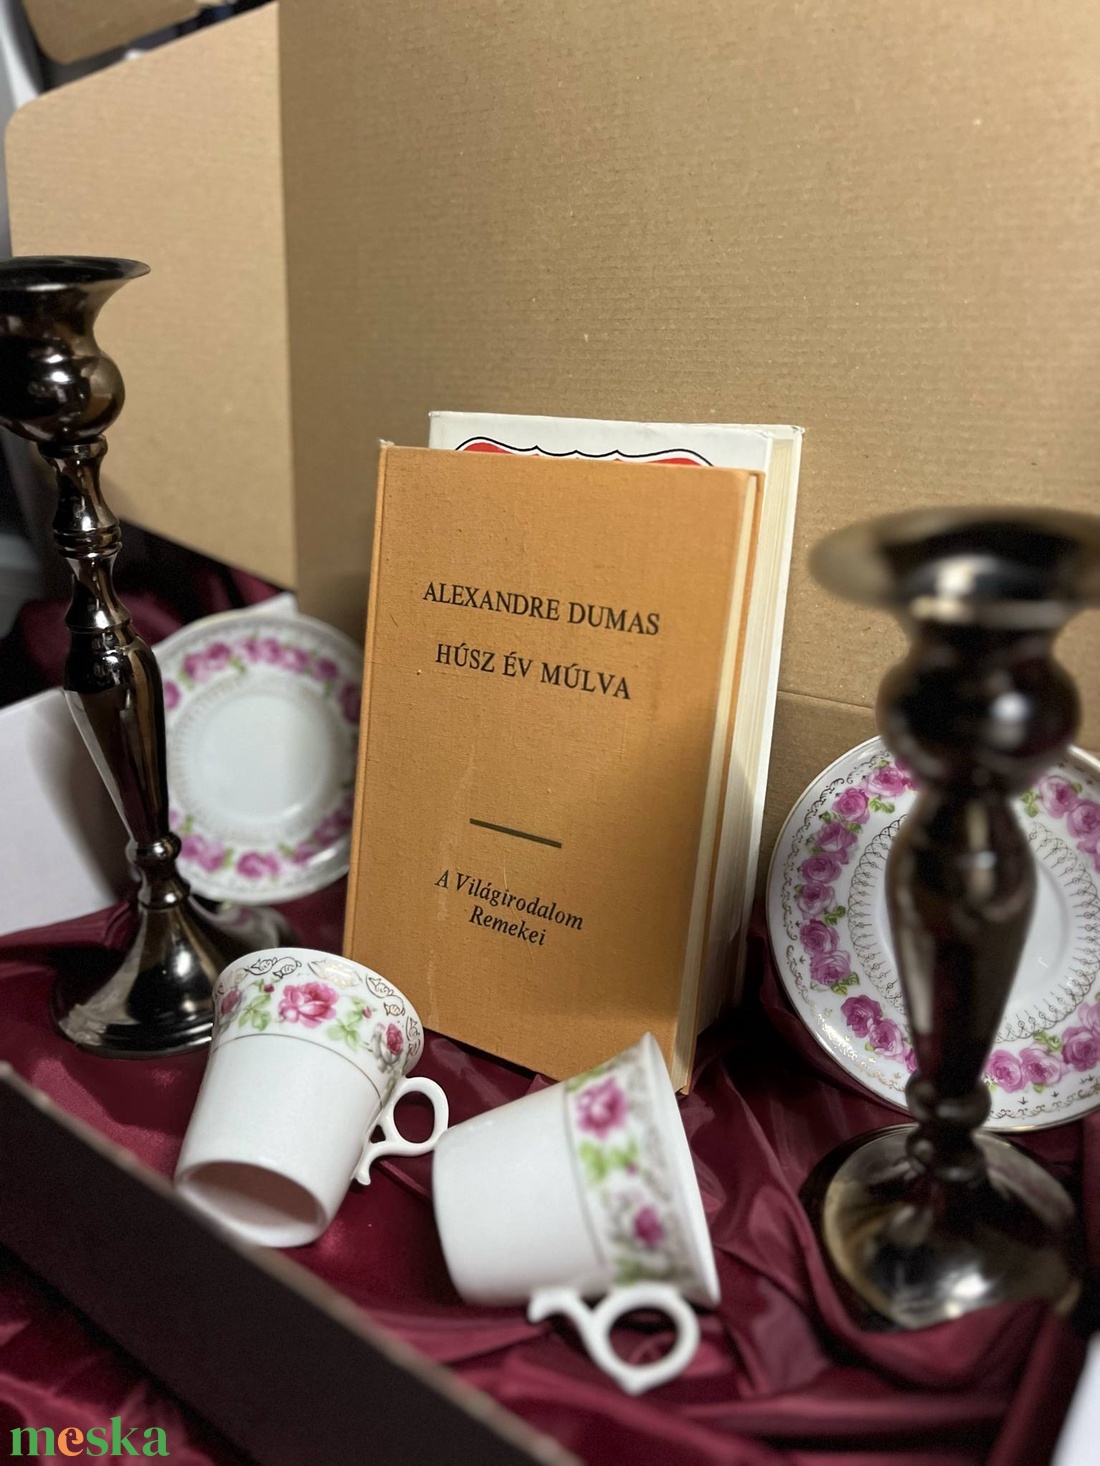 ALEXANDRE DUMAS
HÚSZ ÉV MÚLVA
A Világirodalom
Remekei
meska